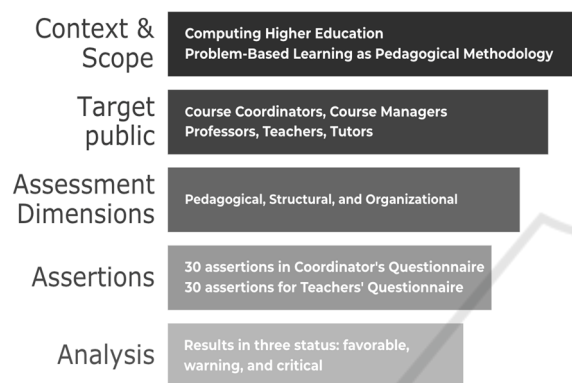 Context &
Scope
Computing Higher Education
Problem-Based Learning as Pedagogical Methodology
Target
public
Course Coordinators, Course Managers
Professors, Teachers, Tutors
Assessment
Dimensions
Pedagogical, Structural, and Organizational
Assertions
30 assertions in Coordinator's Questionnaire
30 assertions for Teachers' Questionnaire
Analysis
Results in three status: favorable,
warning, and critical